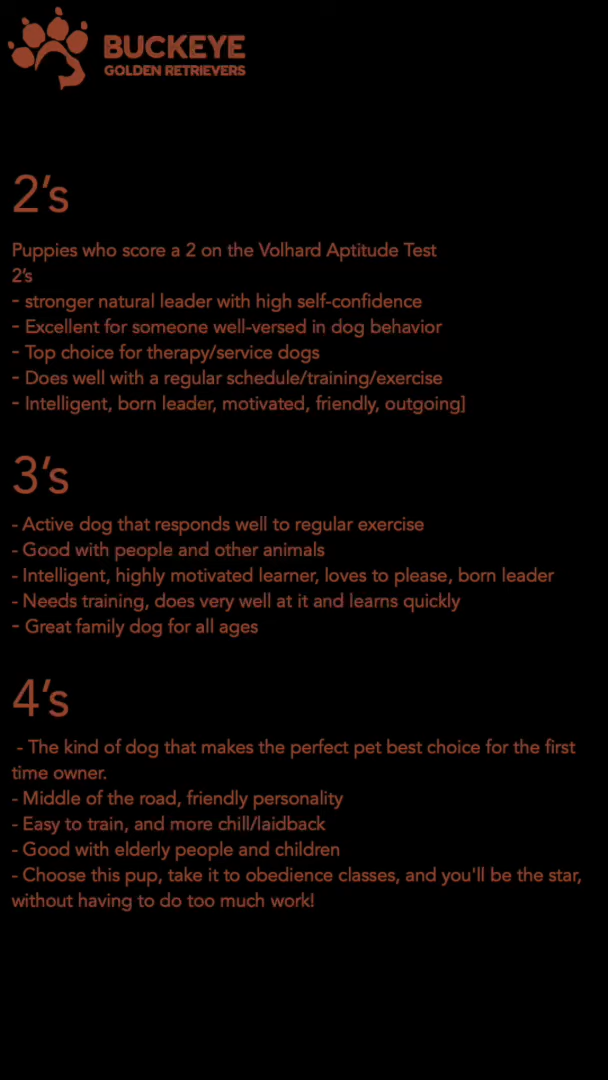 BUCKEYE
GOLDEN RETRIEVERS
2's
Puppies who score a 2 on the Volhard Aptitude Test
2's
- stronger natural leader with high self-confidence
- Excellent for someone well-versed in dog behavior
- Top choice for therapy/service dogs
- Does well with a regular schedule/training/exercise
- Intelligent, born leader, motivated, friendly, outgoing]
3's
- Active dog that responds well to regular exercise
- Good with people and other animals
- Intelligent, highly motivated learner, loves to please, born leader
- Needs training, does very well at it and learns quickly
- Great family dog for all ages
4's
- The kind of dog that makes the perfect pet best choice for the first
time owner.
- Middle of the road, friendly personality
- Easy to train, and more chill/laidback
- Good with elderly people and children
- Choose this pup, take it to obedience classes, and you'll be the star,
without having to do too much work!